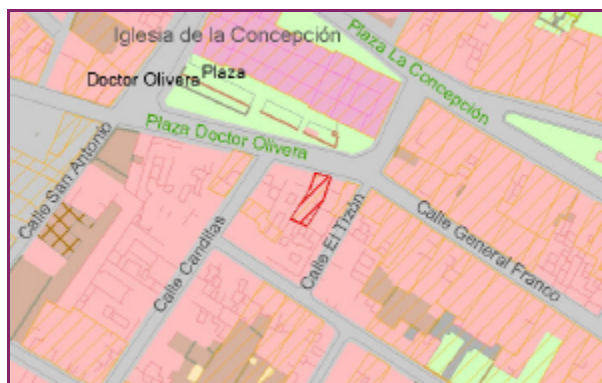 Iglesia de la Concepción
Plaza
Doctor Olivera
Plaza La Concepción
Plaza Doctor Olivera
Calle San Antonio
Calle Candilas
Calle El Tizón
Calle General Franco